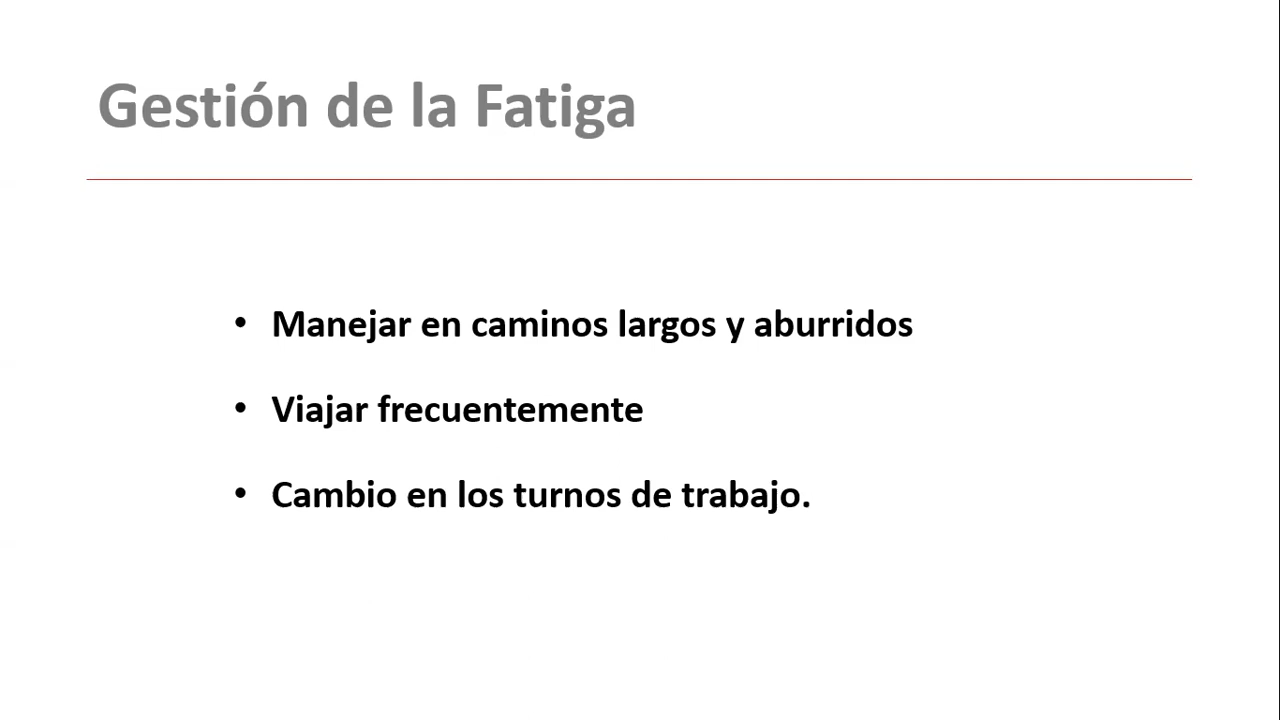 Gestión de la Fatiga
• Manejar en caminos largos y aburridos
• Viajar frecuentemente
• Cambio en los turnos de trabajo.